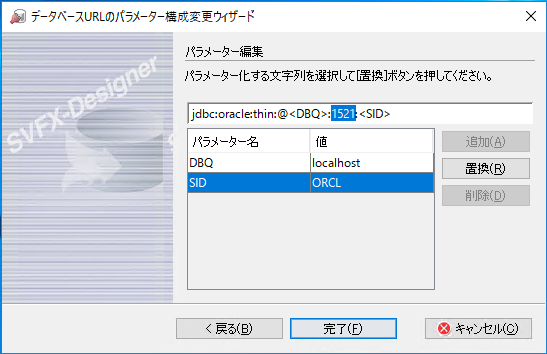 データベースURLのパラメーター構成変更ウィザード
パラメーター編集
パラメーター化する文字列を選択して[置換]ボタンを押してください。
jdbc:oracle:thin:@<DBQ>:1521:<SID>
パラメーター名 値
DBQ localhost
SID ORCL
追加(A)
置換(R)
削除(D)
SVFX-Designer
< 戻る(B)
完了(F)
キャンセル(C)